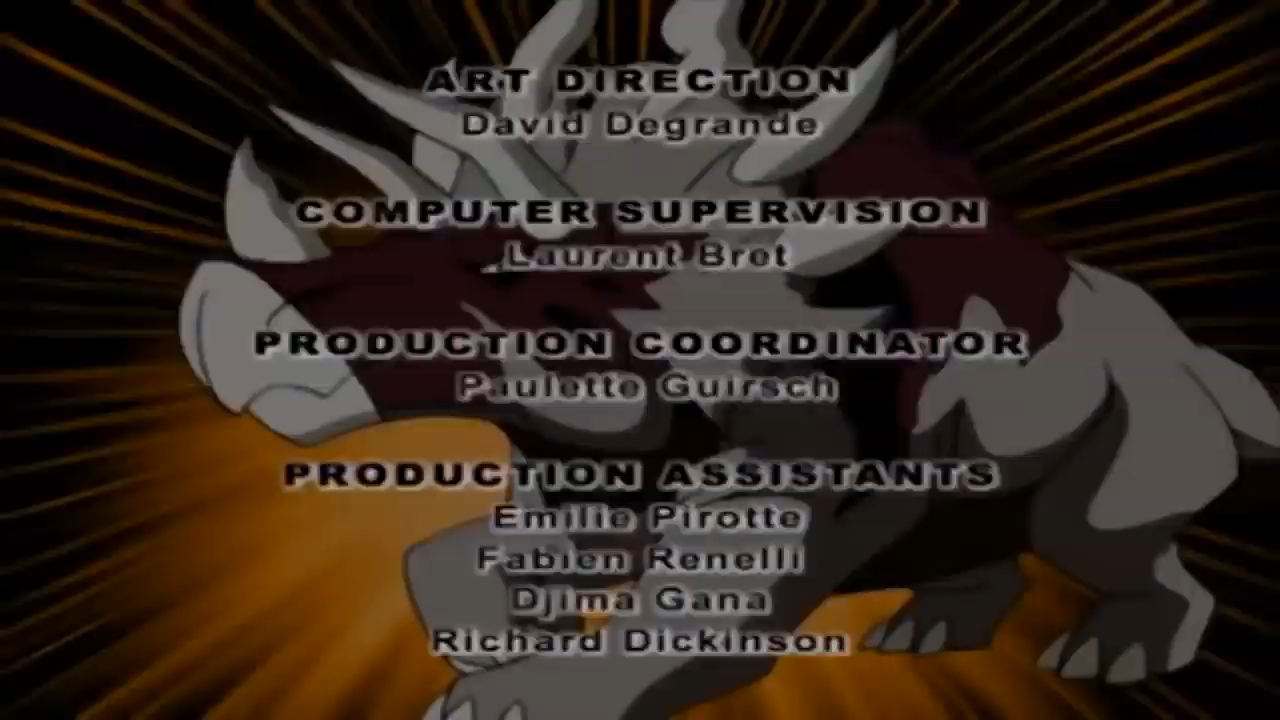 ART DIRECTION
David Degrande
COMPUTER SUPERVISION
Laurent Bret
PRODUCTION COORDINATOR
Paulette Guirsch
PRODUCTION ASSISTANTS
Emilie Pirotte
Fabien Renelli
Djima Gana
Richard Dickinson